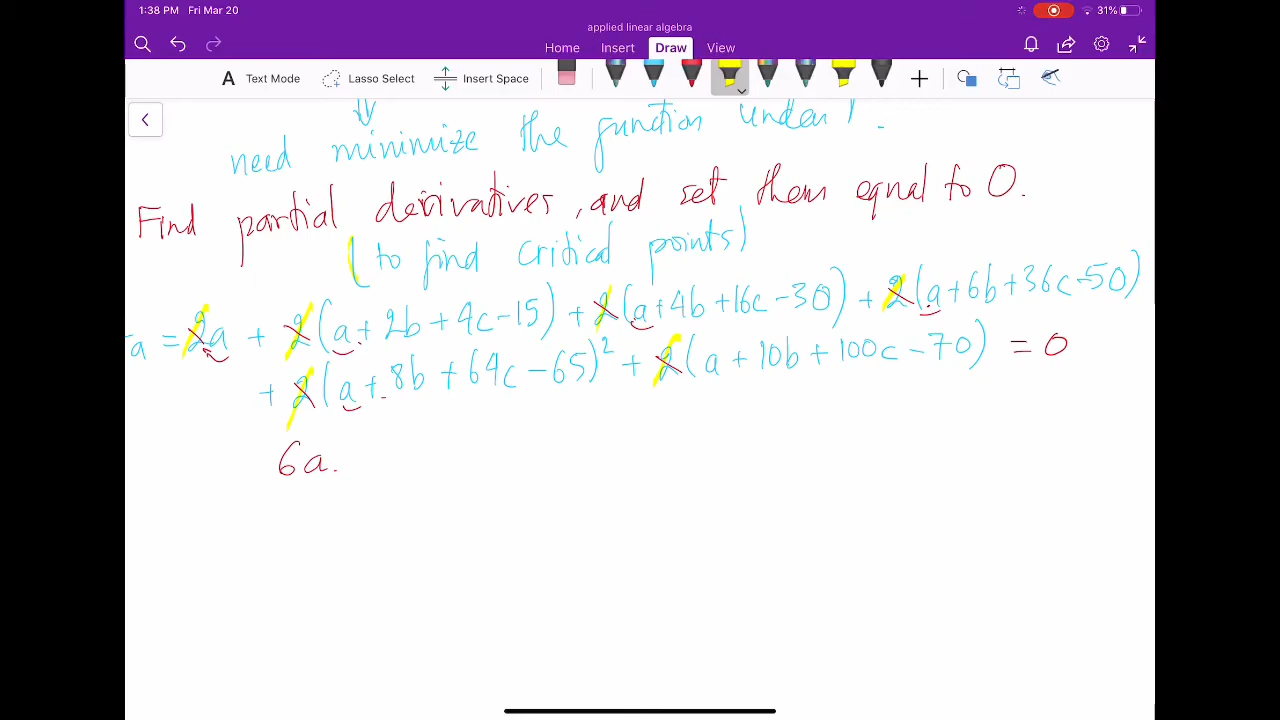 1:38 PM Fri Mar 20
31%
applied linear algebra
Home Insert Draw View
Text Mode Lasso Select Insert Space
need minimize the function under
Find partial derivatives, and set them equal to 0.
(to find critical points)
a = 2a + 2(a + 2b + 4c - 15) + 2(a + 4b + 16c - 30) + 2(a + 6b + 36c - 50)
+ 2(a + 8b + 64c - 65)² + 2(a + 10b + 100c - 70) = 0
6a.